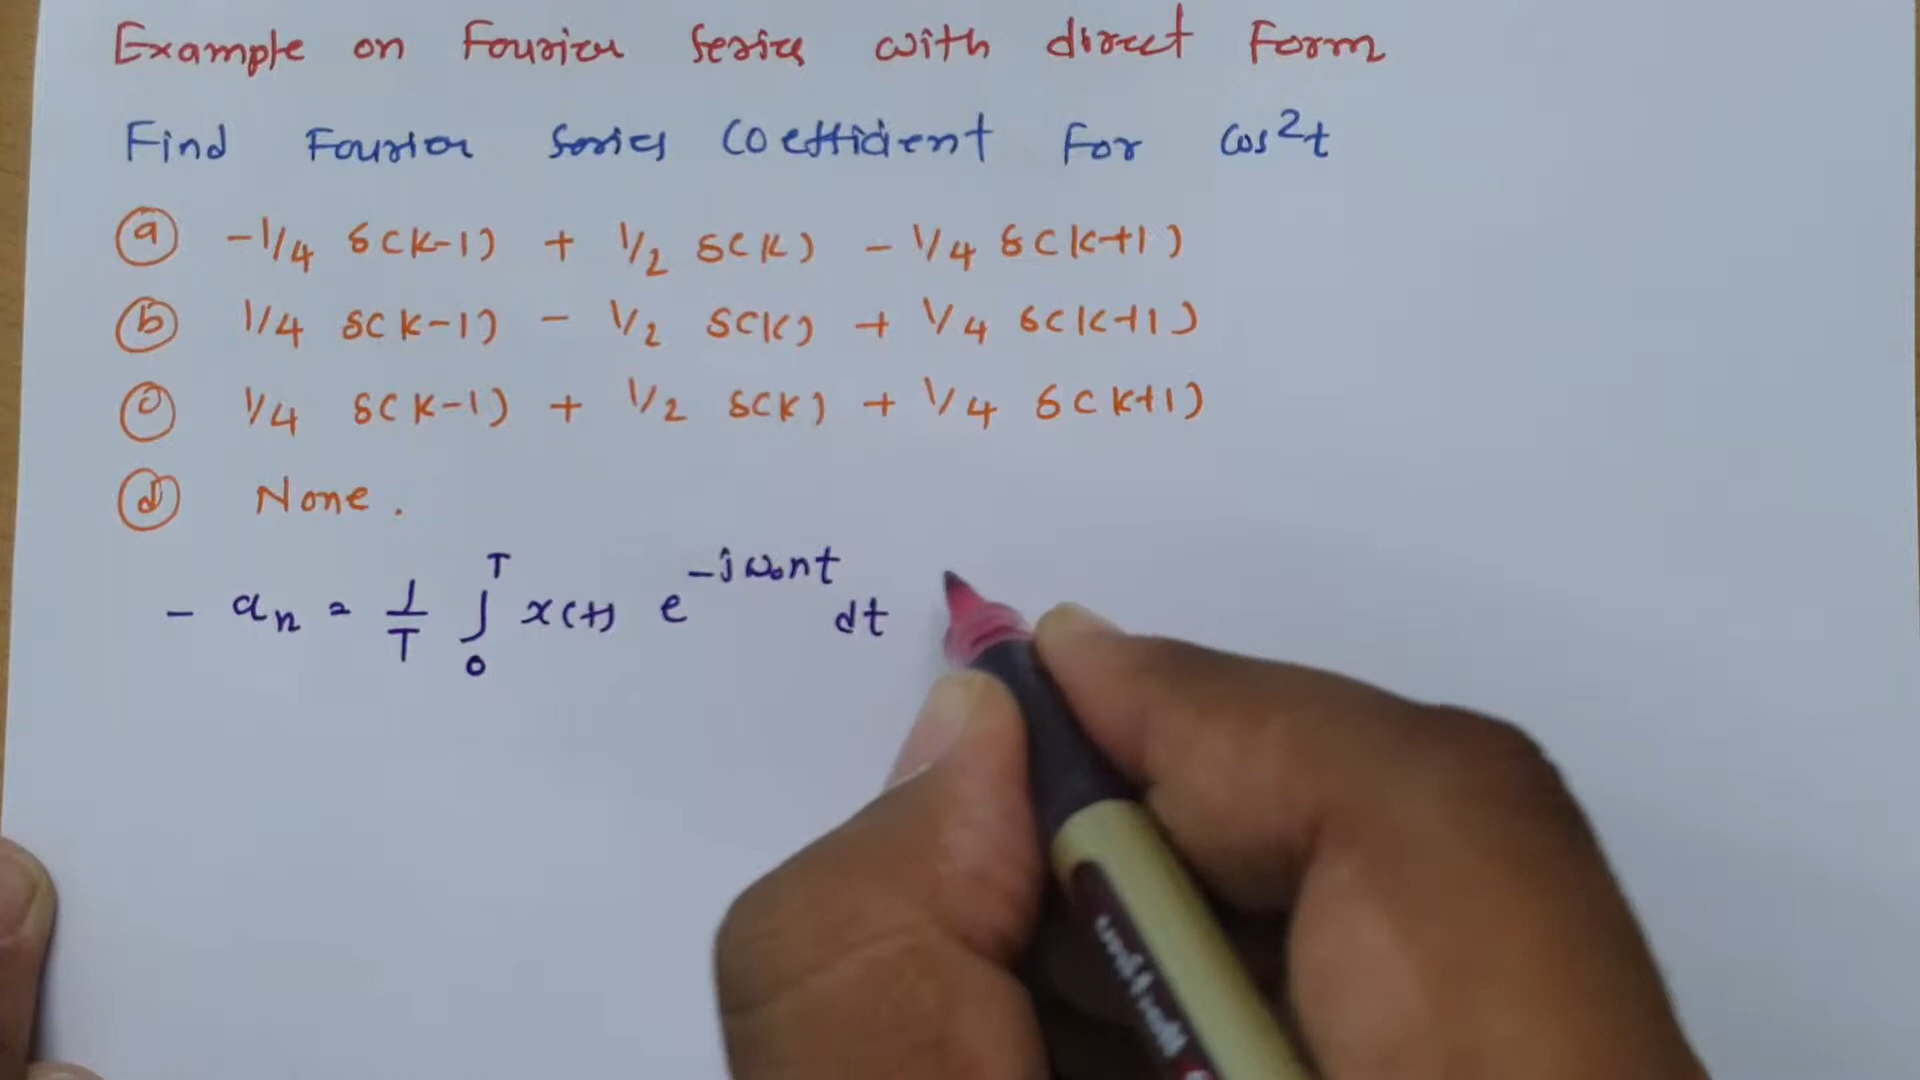 Example on Fourier Series with direct Form
Find Fourier Series Coefficient For cos²t
(a) -1/4 δ(k-1) + 1/2 δ(k) - 1/4 δ(k+1)
(b) 1/4 δ(k-1) - 1/2 δ(k) + 1/4 δ(k+1)
(c) 1/4 δ(k-1) + 1/2 δ(k) + 1/4 δ(k+1)
(d) None.
- aₙ = 1/T ∫₀ᵀ x(t) e^(-jω₀nt) dt